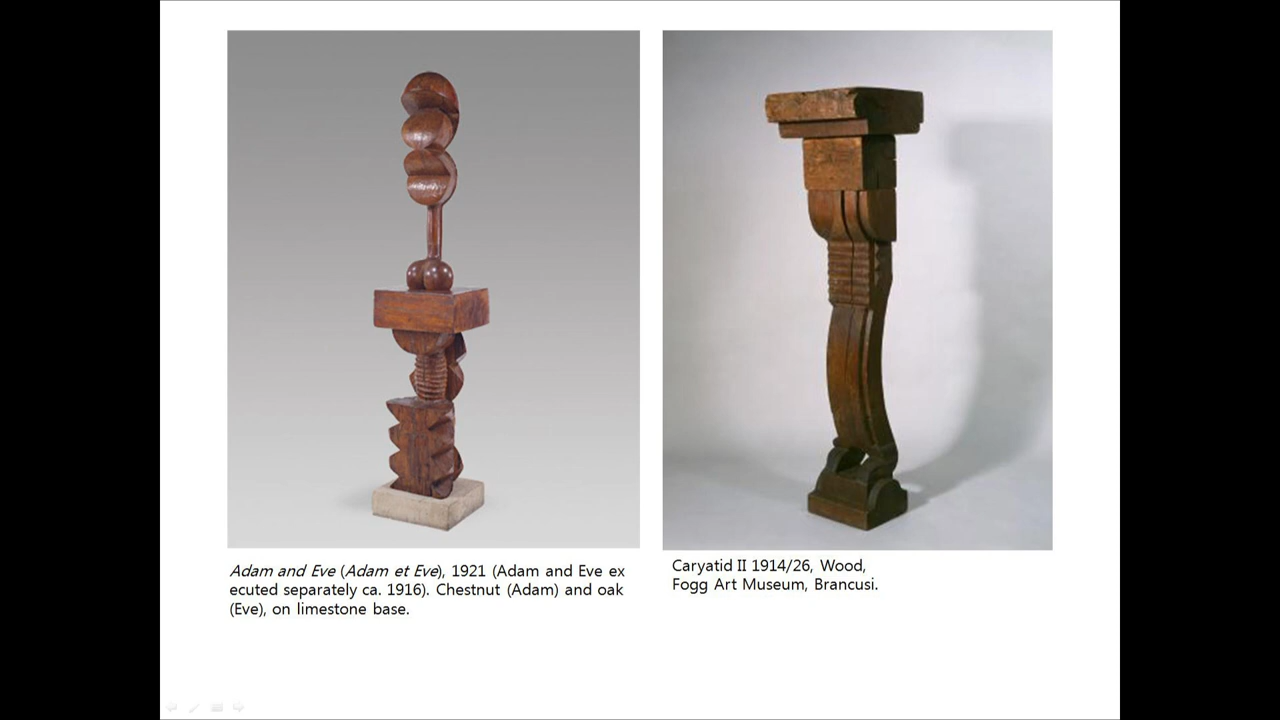 Adam and Eve (Adam et Eve), 1921 (Adam and Eve ex
ecuted separately ca. 1916). Chestnut (Adam) and oak
(Eve), on limestone base.
Caryatid II 1914/26, Wood,
Fogg Art Museum, Brancusi.